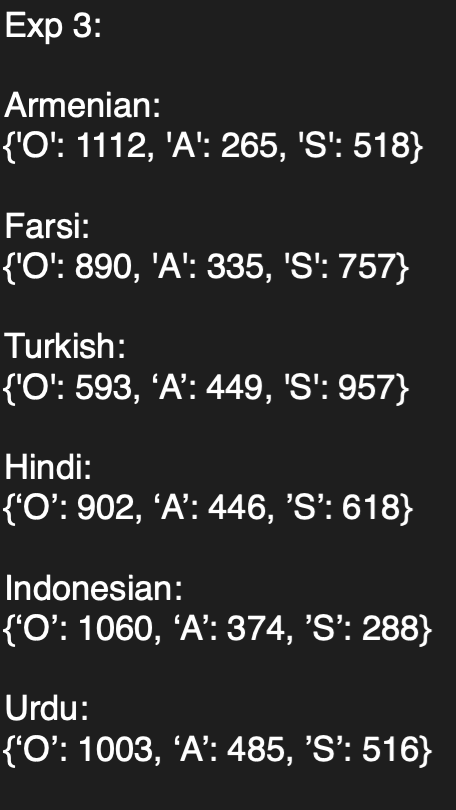 Exp 3:
Armenian:
{'O': 1112, 'A': 265, 'S': 518}
Farsi:
{'O': 890, 'A': 335, 'S': 757}
Turkish:
{'O': 593, ‘A’: 449, 'S': 957}
Hindi:
{‘O’: 902, ‘A’: 446, ’S’: 618}
Indonesian:
{‘O’: 1060, ‘A’: 374, ’S’: 288}
Urdu:
{‘O’: 1003, ‘A’: 485, ’S’: 516}